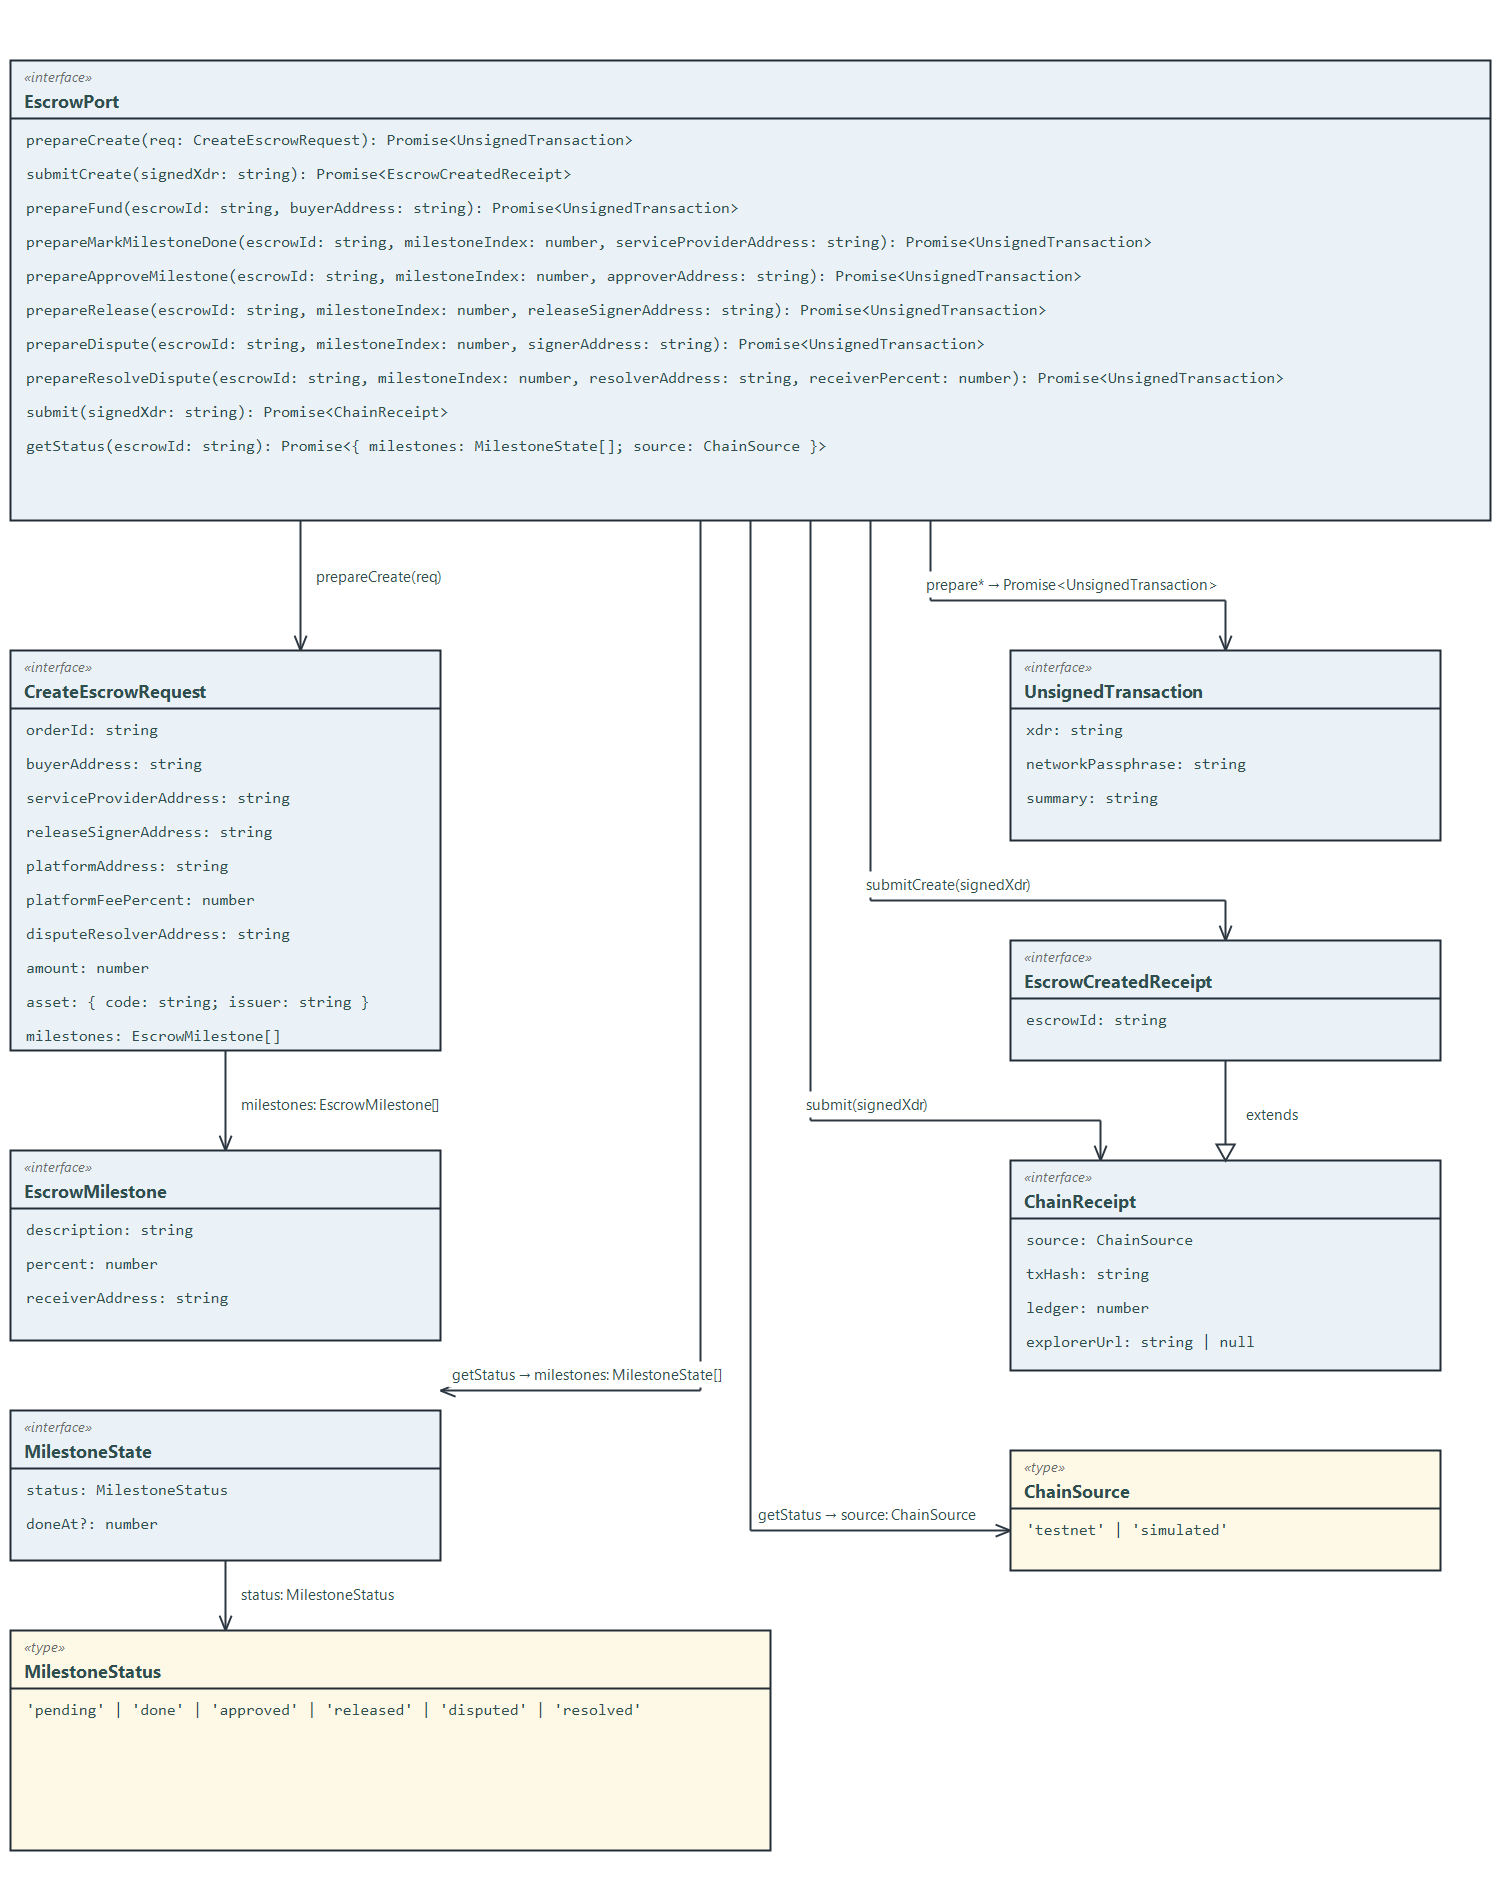 «interface»
EscrowPort
prepareCreate(req: CreateEscrowRequest): Promise<UnsignedTransaction>
submitCreate(signedXdr: string): Promise<EscrowCreatedReceipt>
prepareFund(escrowId: string, buyerAddress: string): Promise<UnsignedTransaction>
prepareMarkMilestoneDone(escrowId: string, milestoneIndex: number, serviceProviderAddress: string): Promise<UnsignedTransaction>
prepareApproveMilestone(escrowId: string, milestoneIndex: number, approverAddress: string): Promise<UnsignedTransaction>
prepareRelease(escrowId: string, milestoneIndex: number, releaseSignerAddress: string): Promise<UnsignedTransaction>
prepareDispute(escrowId: string, milestoneIndex: number, signerAddress: string): Promise<UnsignedTransaction>
prepareResolveDispute(escrowId: string, milestoneIndex: number, resolverAddress: string, receiverPercent: number): Promise<UnsignedTransaction>
submit(signedXdr: string): Promise<ChainReceipt>
getStatus(escrowId: string): Promise<{ milestones: MilestoneState[]; source: ChainSource }>
prepareCreate(req)
prepare* → Promise<UnsignedTransaction>
«interface»
CreateEscrowRequest
orderId: string
buyerAddress: string
serviceProviderAddress: string
releaseSignerAddress: string
platformAddress: string
platformFeePercent: number
disputeResolverAddress: string
amount: number
asset: { code: string; issuer: string }
milestones: EscrowMilestone[]
«interface»
UnsignedTransaction
xdr: string
networkPassphrase: string
summary: string
submitCreate(signedXdr)
«interface»
EscrowCreatedReceipt
escrowId: string
milestones: EscrowMilestone[]
submit(signedXdr)
extends
«interface»
EscrowMilestone
description: string
percent: number
receiverAddress: string
«interface»
ChainReceipt
source: ChainSource
txHash: string
ledger: number
explorerUrl: string | null
getStatus → milestones: MilestoneState[]
«interface»
MilestoneState
status: MilestoneStatus
doneAt?: number
getStatus → source: ChainSource
«type»
ChainSource
'testnet' | 'simulated'
status: MilestoneStatus
«type»
MilestoneStatus
'pending' | 'done' | 'approved' | 'released' | 'disputed' | 'resolved'